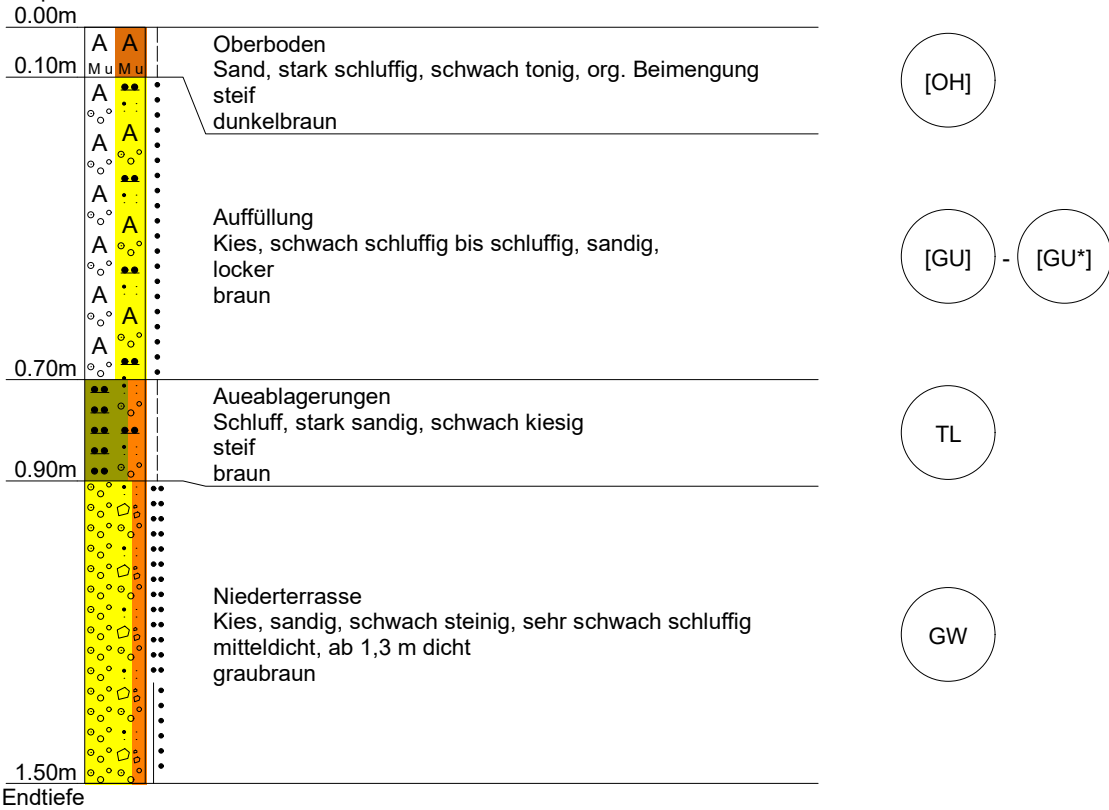 0.00m
A A
Mu Mu
0.10m
Oberboden
Sand, stark schluffig, schwach tonig, org. Beimengung
steif
dunkelbraun
[OH]
A
A
A
A
A
A
A
A
A
Auffüllung
Kies, schwach schluffig bis schluffig, sandig,
locker
braun
[GU] - [GU*]
0.70m
Aueablagerungen
Schluff, stark sandig, schwach kiesig
steif
braun
TL
0.90m
Niederterrasse
Kies, sandig, schwach steinig, sehr schwach schluffig
mitteldicht, ab 1,3 m dicht
graubraun
GW
1.50m
Endtiefe